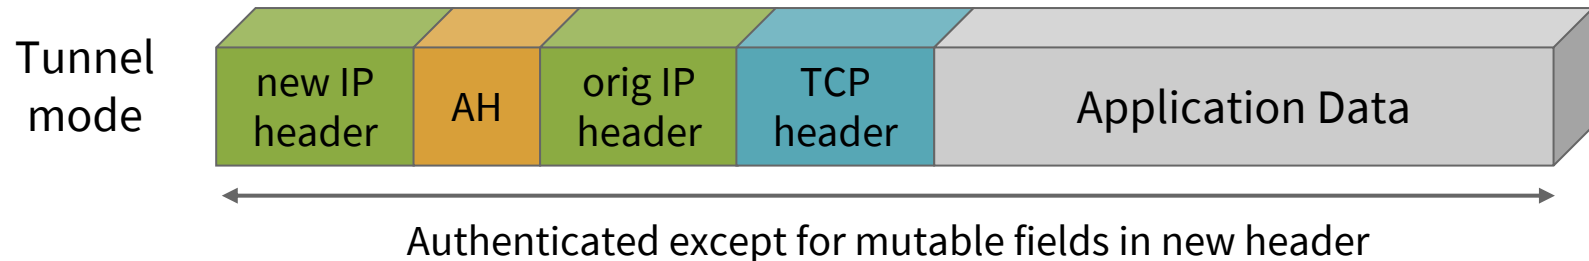 Tunnel
mode
new IP
header
AH
orig IP
header
TCP
header
Application Data
Authenticated except for mutable fields in new header